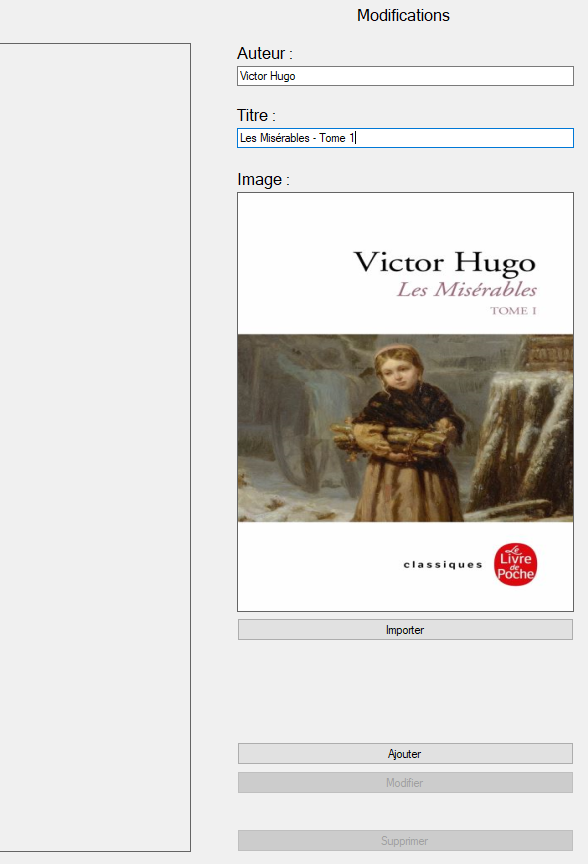 Modifications
Auteur :
Victor Hugo
Titre :
Les Misérables - Tome 1
Image :
Victor Hugo
Les Misérables
TOME I
classiques
Le
Livre
de
Poche
Importer
Ajouter
Modifier
Supprimer